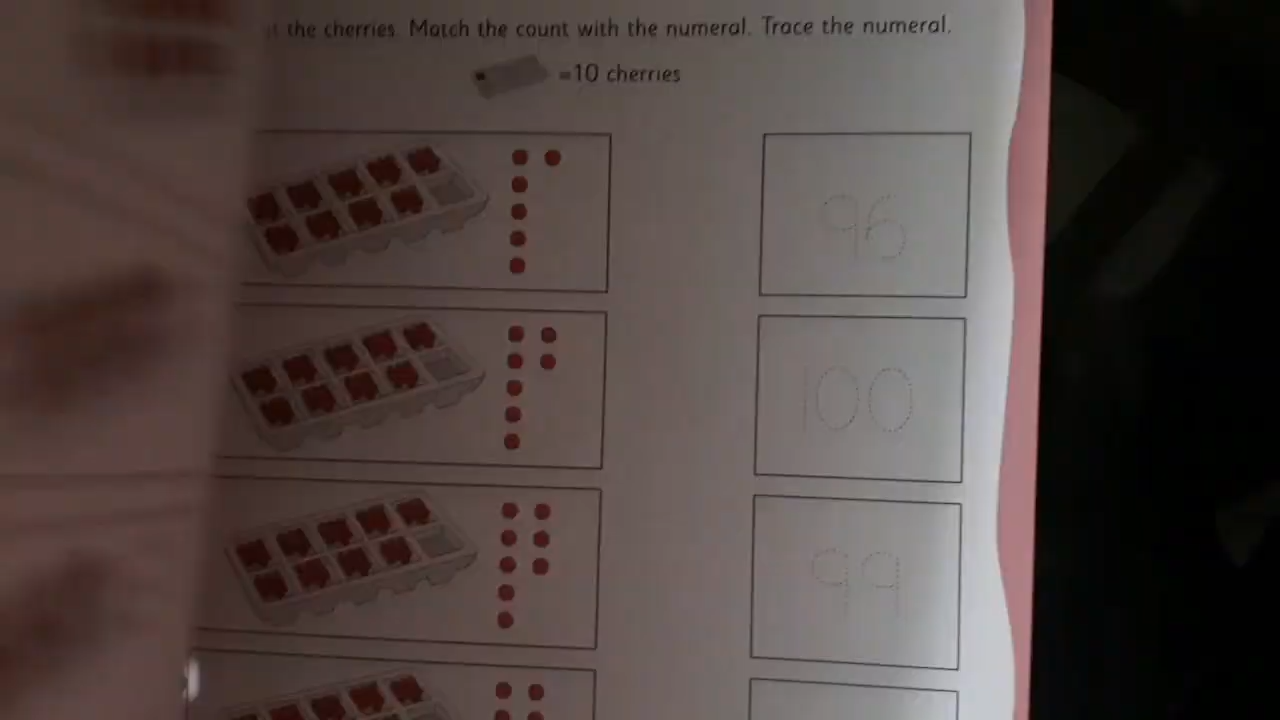 the cherries. Match the count with the numeral. Trace the numeral.
=10 cherries
96
100
99